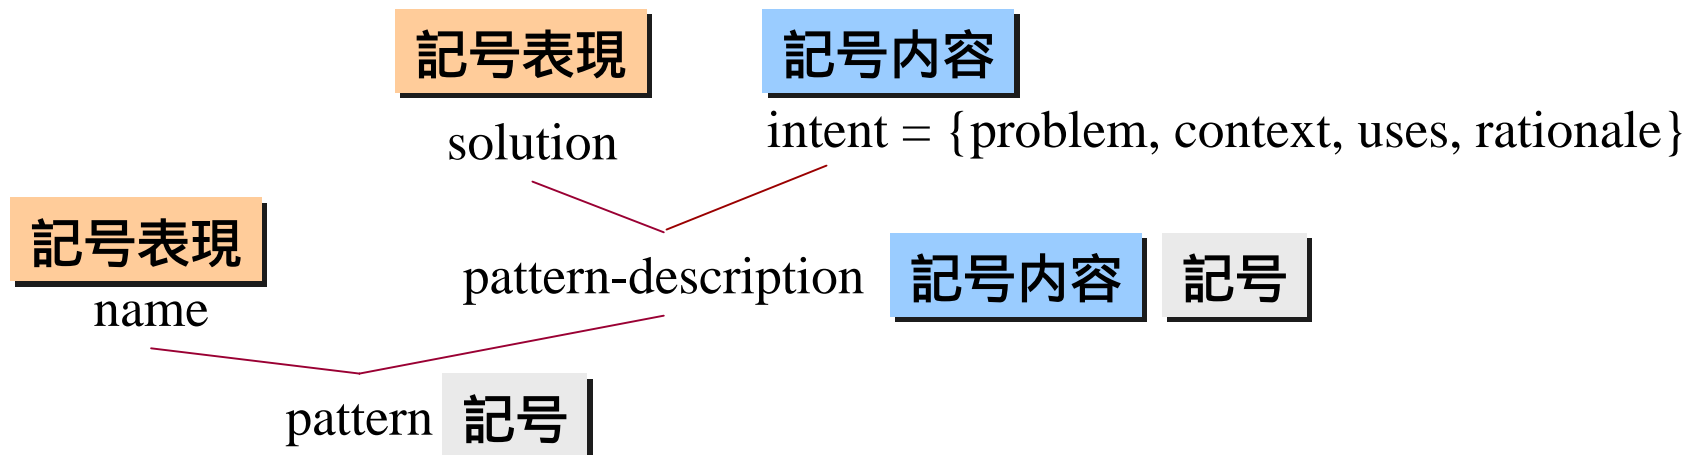 記号表現 記号内容
solution intent = {problem, context, uses, rationale}
記号表現
name
pattern-description 記号内容 記号
pattern 記号